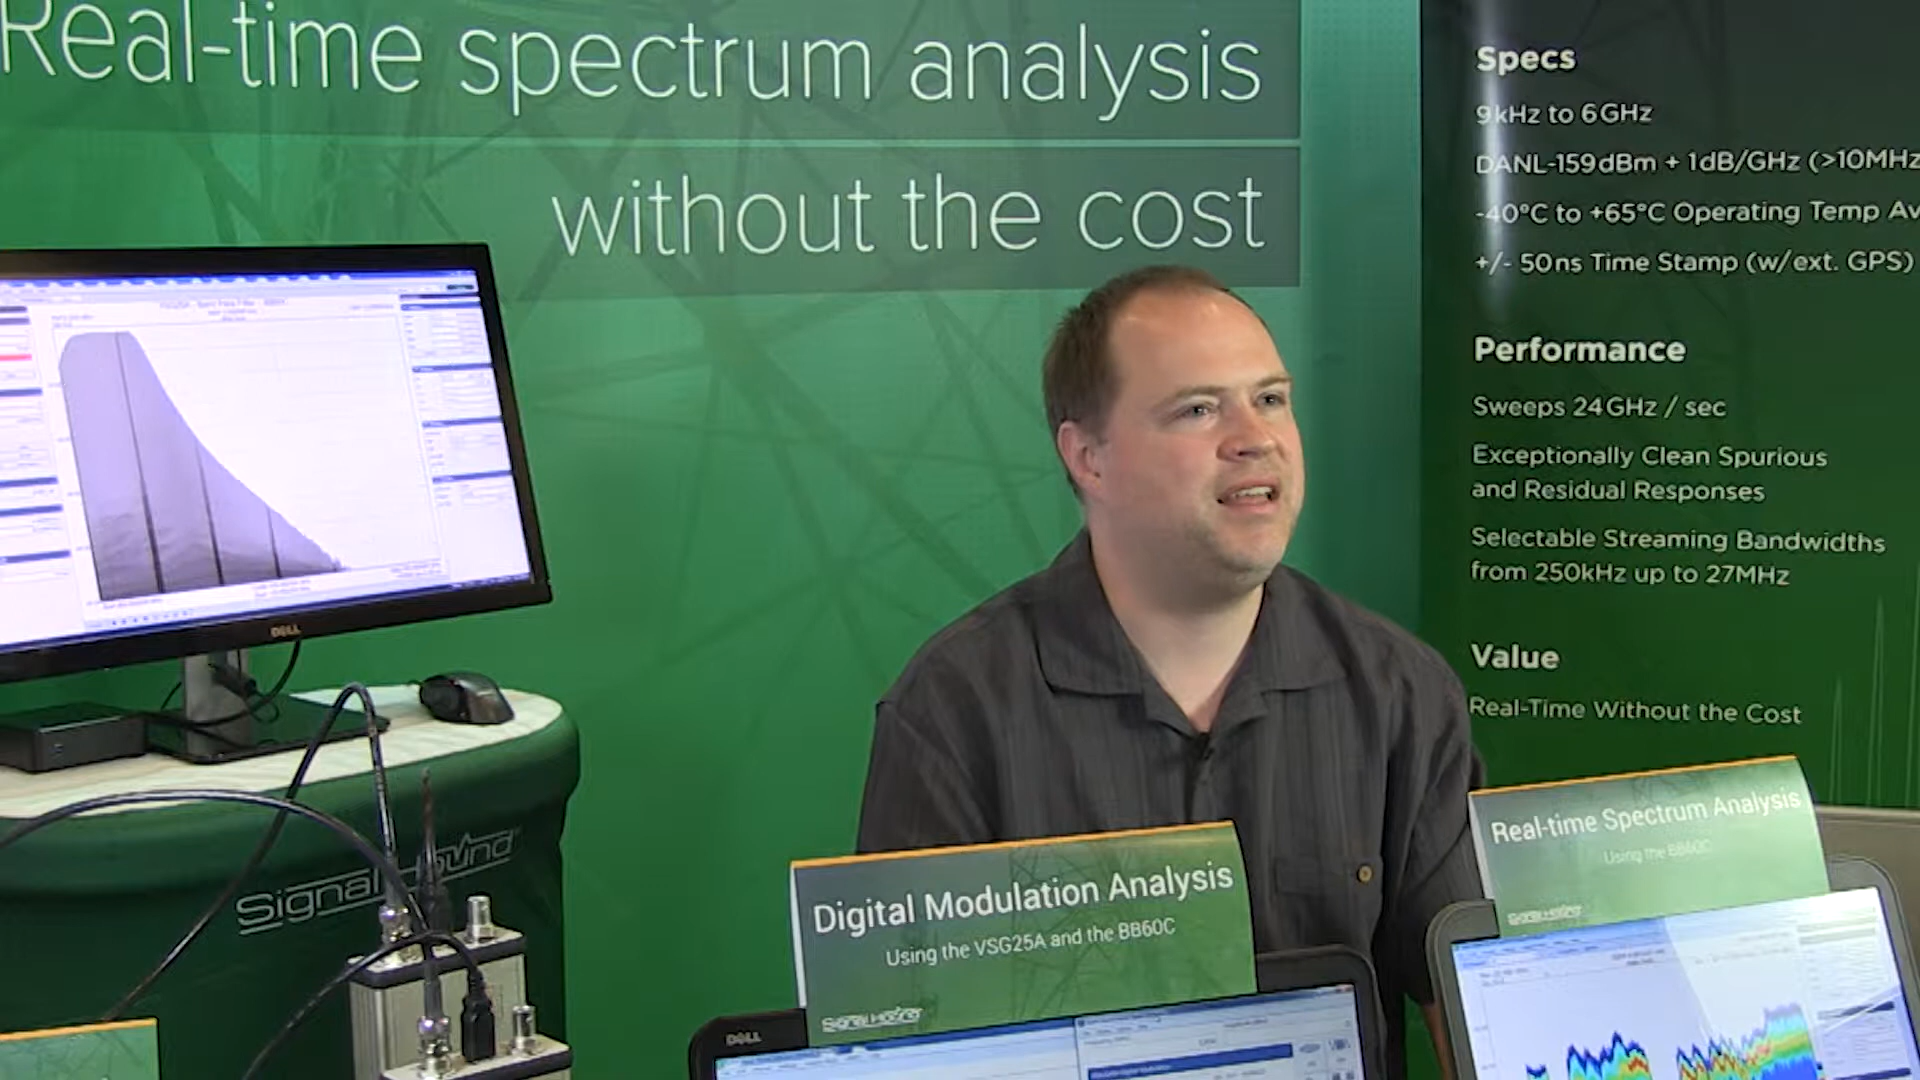 Real-time spectrum analysis
without the cost
Specs
9kHz to 6GHz
DANL-159dBm + 1dB/GHz (>10MHz
-40°C to +65°C Operating Temp Av
+/- 50ns Time Stamp (w/ext. GPS)
Performance
Sweeps 24GHz / sec
Exceptionally Clean Spurious
and Residual Responses
Selectable Streaming Bandwidths
from 250kHz up to 27MHz
Value
Real-Time Without the Cost
DELL
SignalHound
Digital Modulation Analysis
Using the VSG25A and the BB60C
SignalHound
DELL
Real-time Spectrum Analysis
Using the BB60C
SignalHound